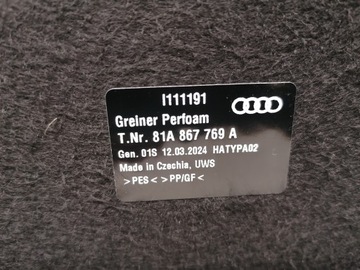 I111191
Greiner Perfoam
T.Nr. 81A 867 769 A
Gen. 01S 12.03.2024 HATYPA02
Made in Czechia, UWS
>PES< >PP/GF<